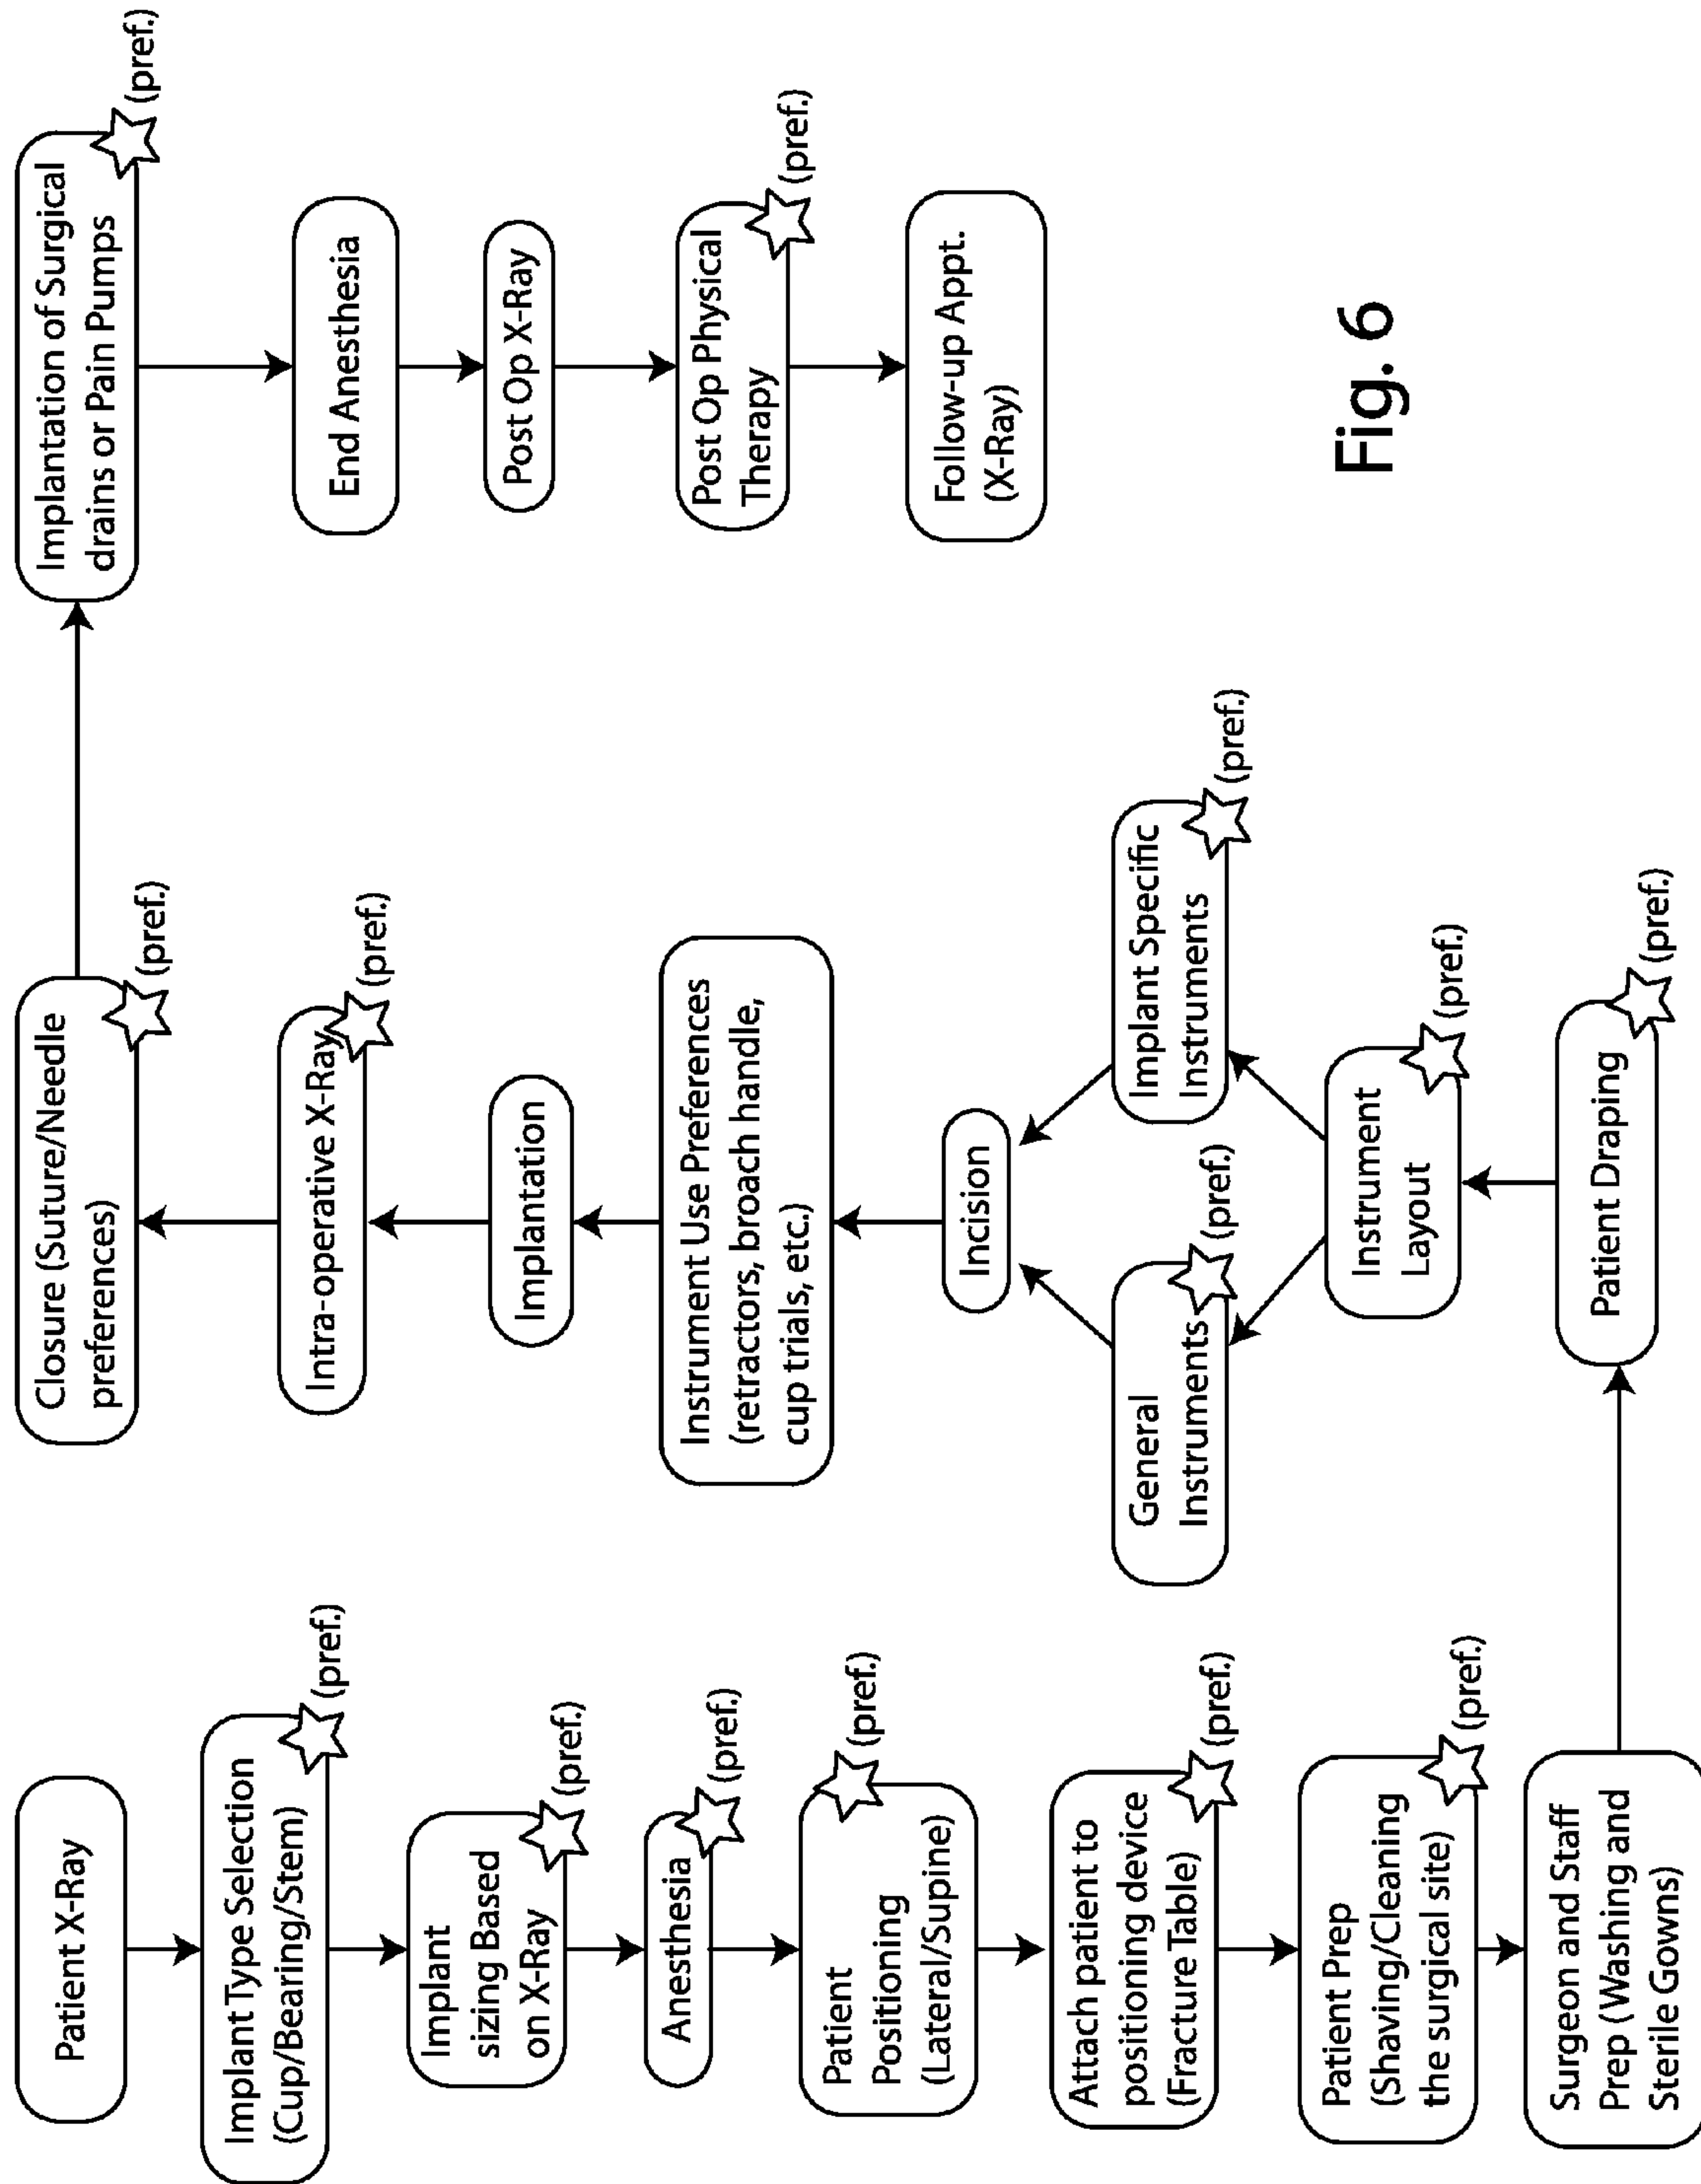 Patient X-Ray
Implant Type Selection
(Cup/Bearing/Stem)
(pref.)
Implant
sizing Based
on X-Ray
(pref.)
Anesthesia
(pref.)
Patient
Positioning
(Lateral/Supine)
(pref.)
Attach patient to
positioning device
(Fracture Table)
(pref.)
Patient Prep
(Shaving/Cleaning
the surgical site)
(pref.)
Surgeon and Staff
Prep (Washing and
Sterile Gowns)
Patient Draping
(pref.)
Instrument
Layout
(pref.)
General
Instruments
(pref.)
Implant Specific
Instruments
(pref.)
Incision
Instrument Use Preferences
(retractors, broach handle,
cup trials, etc.)
Implantation
Intra-operative X-Ray
(pref.)
Closure (Suture/Needle
preferences)
(pref.)
Implantation of Surgical
drains or Pain Pumps
(pref.)
End Anesthesia
Post Op X-Ray
Post Op Physical
Therapy
(pref.)
Follow-up Appt.
(X-Ray)
Fig. 6